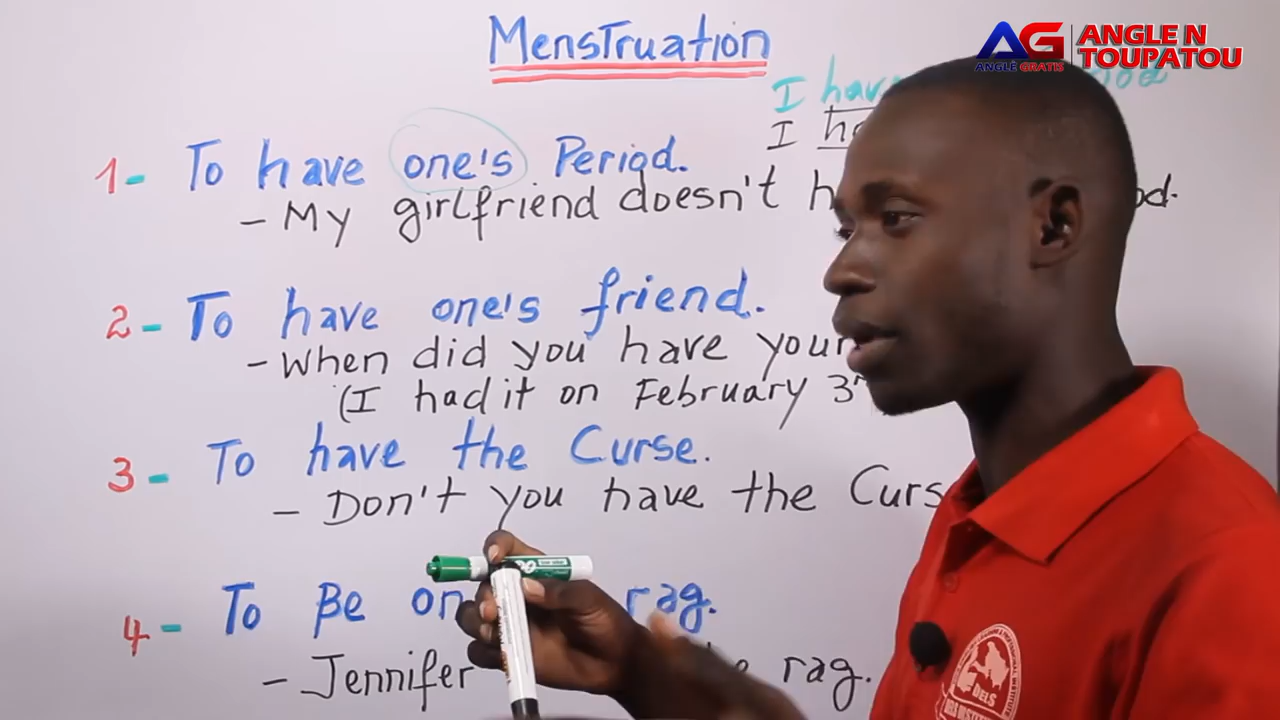 Menstruation
AG
ANGLÉ GRATIS
ANGLE N
TOUPATOU
I have
I
1- To have one's Period.
- My girlfriend doesn't
2- To have one's friend.
- When did you have your
(I had it on February 3
3- To have the Curse.
- Don't you have the Curs
4- To Be on rag.
- Jennifer rag.
DELS